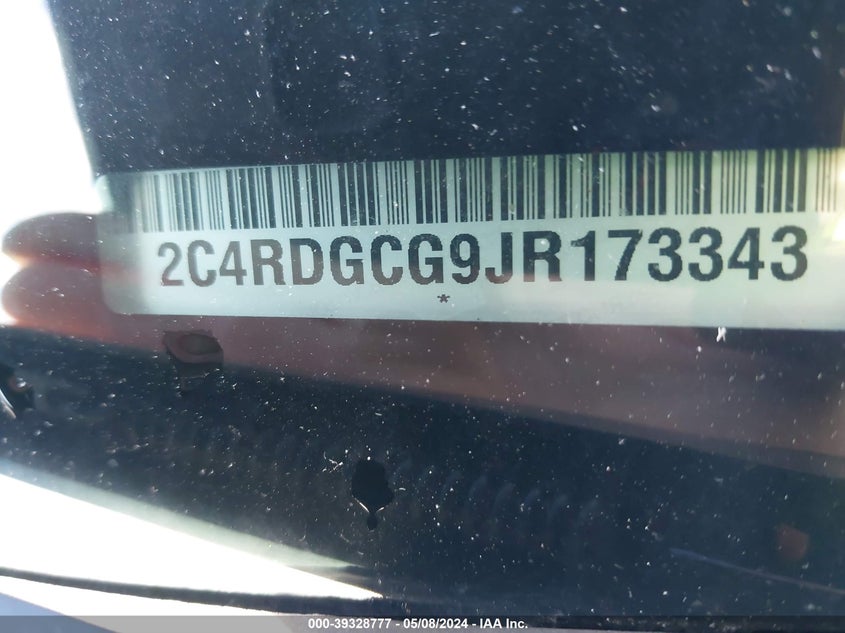 2C4RDGCG9JR173343
*
000-39328777 - 05/08/2024 - IAA Inc.